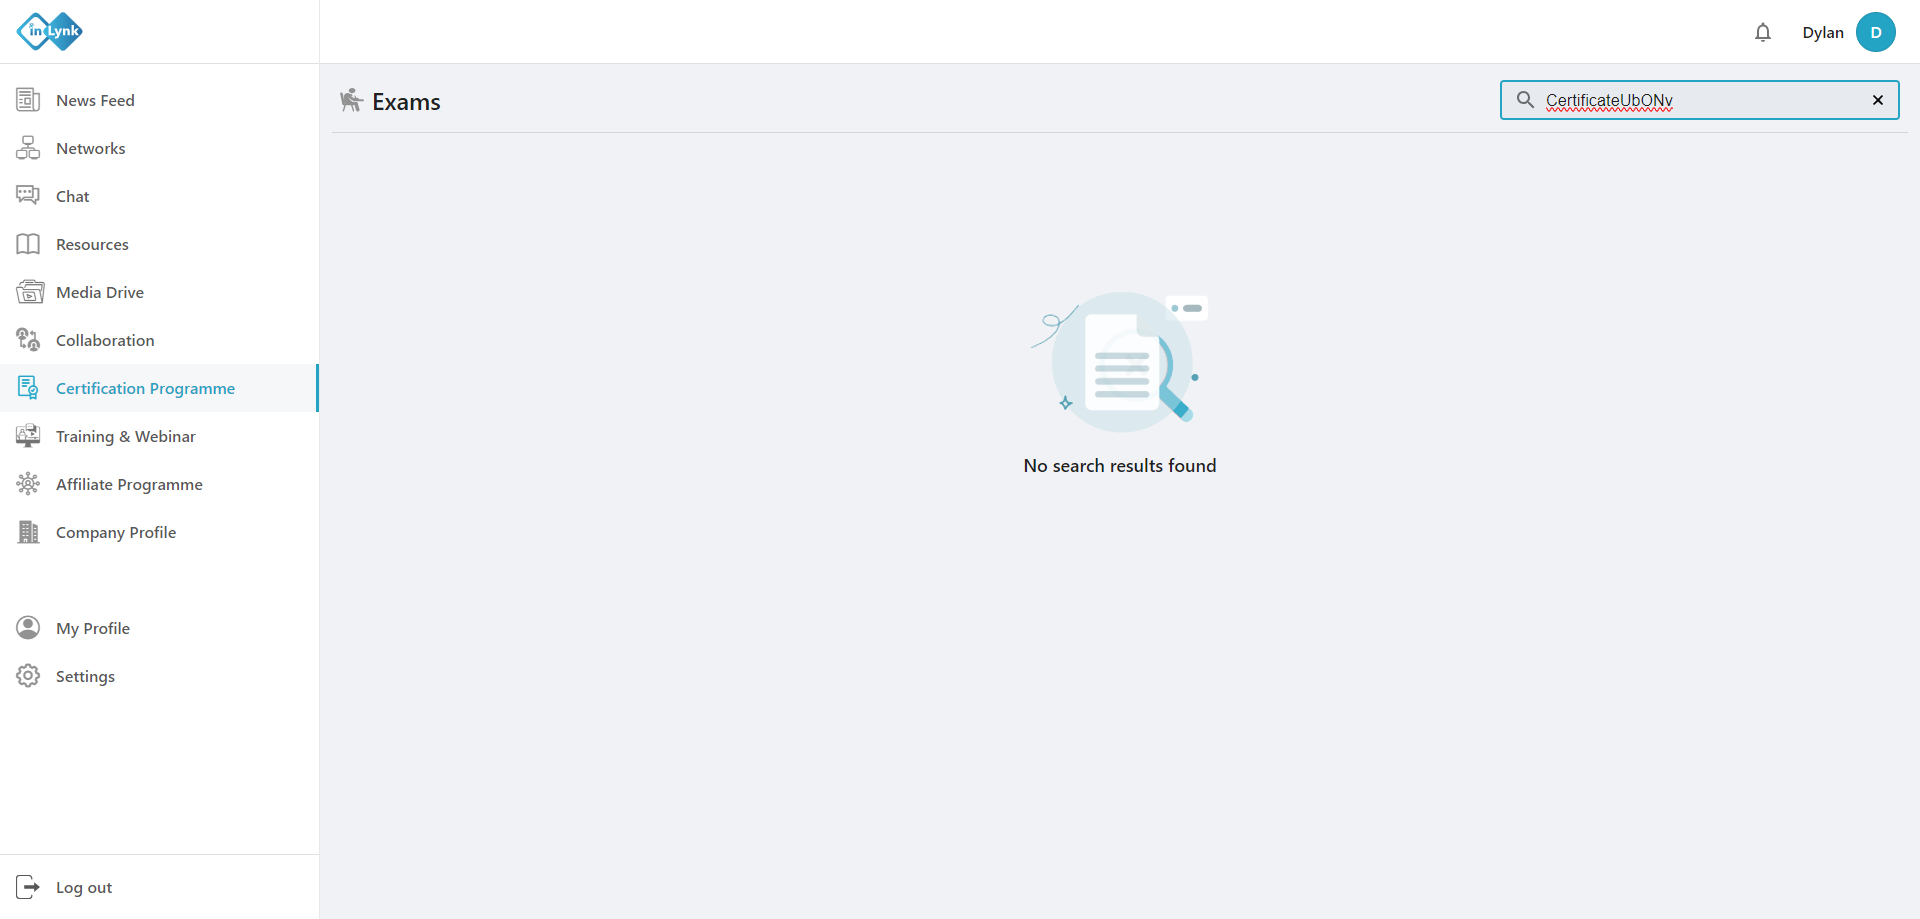 inLynk
Dylan
D
News Feed
Networks
Chat
Resources
Media Drive
Collaboration
Certification Programme
Training & Webinar
Affiliate Programme
Company Profile
My Profile
Settings
Log out
Exams
CertificateUbONv
No search results found